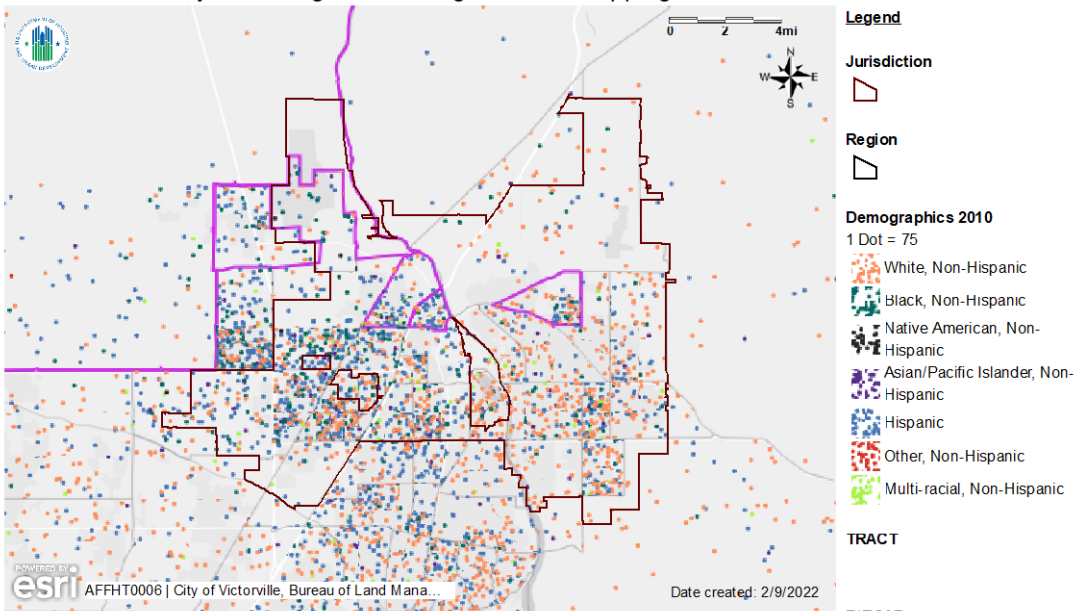 Legend
0 2 4mi
Jurisdiction
N
W E
S
Region
Demographics 2010
1 Dot = 75
White, Non-Hispanic
Black, Non-Hispanic
Native American, Non-
Hispanic
Asian/Pacific Islander, Non-
Hispanic
Hispanic
Other, Non-Hispanic
Multi-racial, Non-Hispanic
TRACT
POWERED BY
esri
AFFHT0006 | City of Victorville, Bureau of Land Mana...
Date created: 2/9/2022